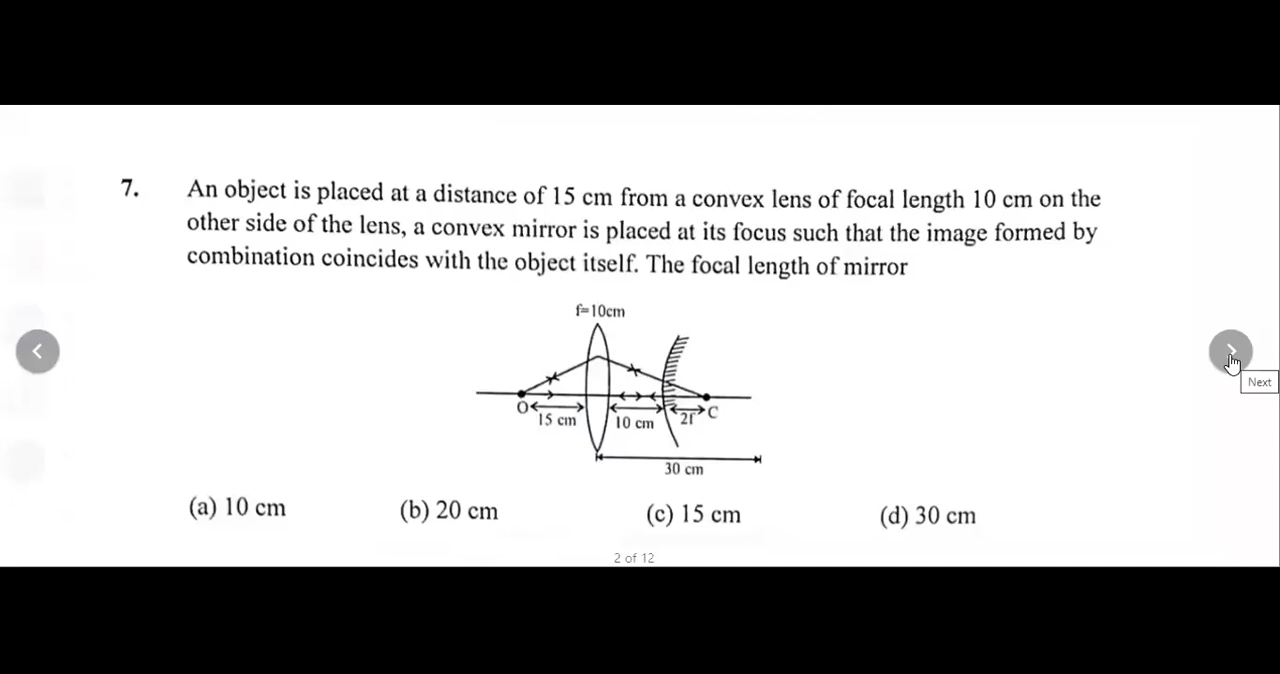 7. An object is placed at a distance of 15 cm from a convex lens of focal length 10 cm on the
other side of the lens, a convex mirror is placed at its focus such that the image formed by
combination coincides with the object itself. The focal length of mirror
f=10cm
O
15 cm
10 cm
2f
C
30 cm
(a) 10 cm (b) 20 cm (c) 15 cm (d) 30 cm
2 of 12
Next